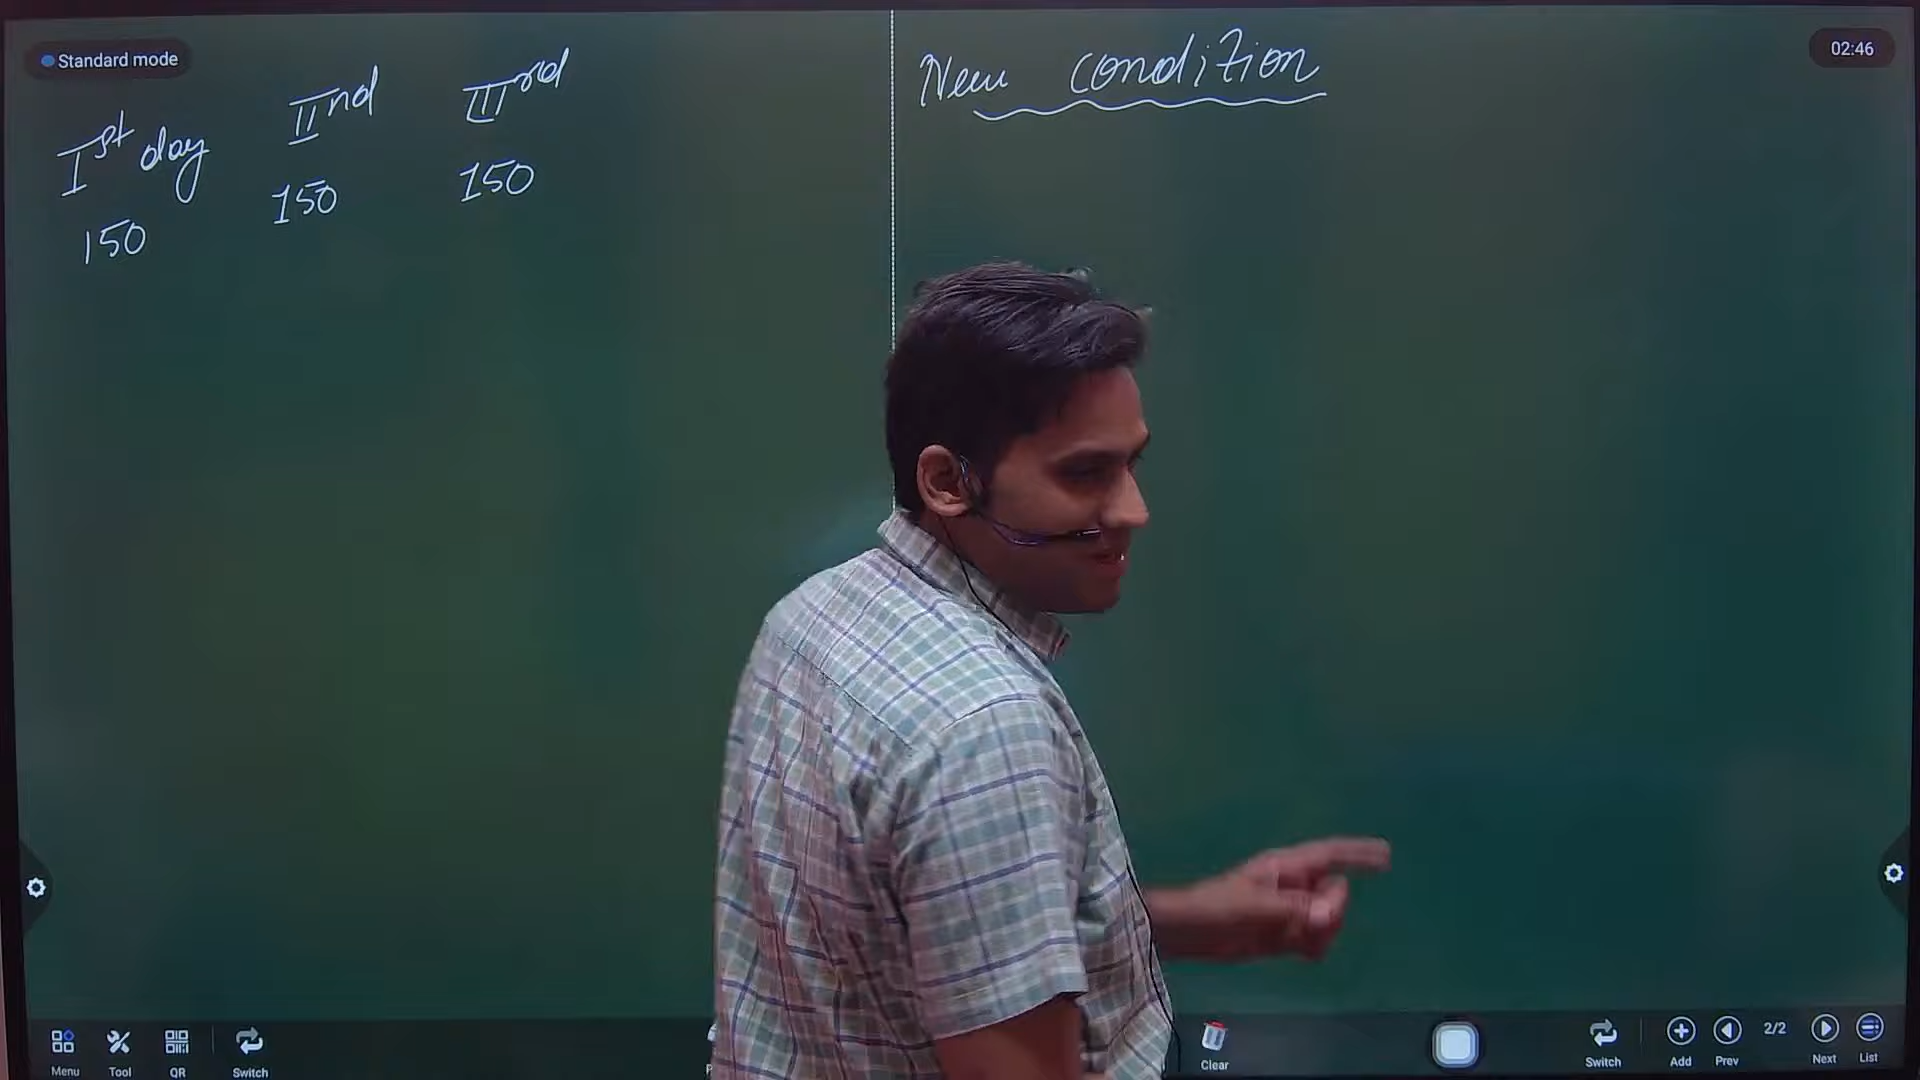 Standard mode
02:46
Ist day IInd IIIrd
150 150 150
New condition
Menu Tool QR Switch Clear Switch Add Prev 2/2 Next List